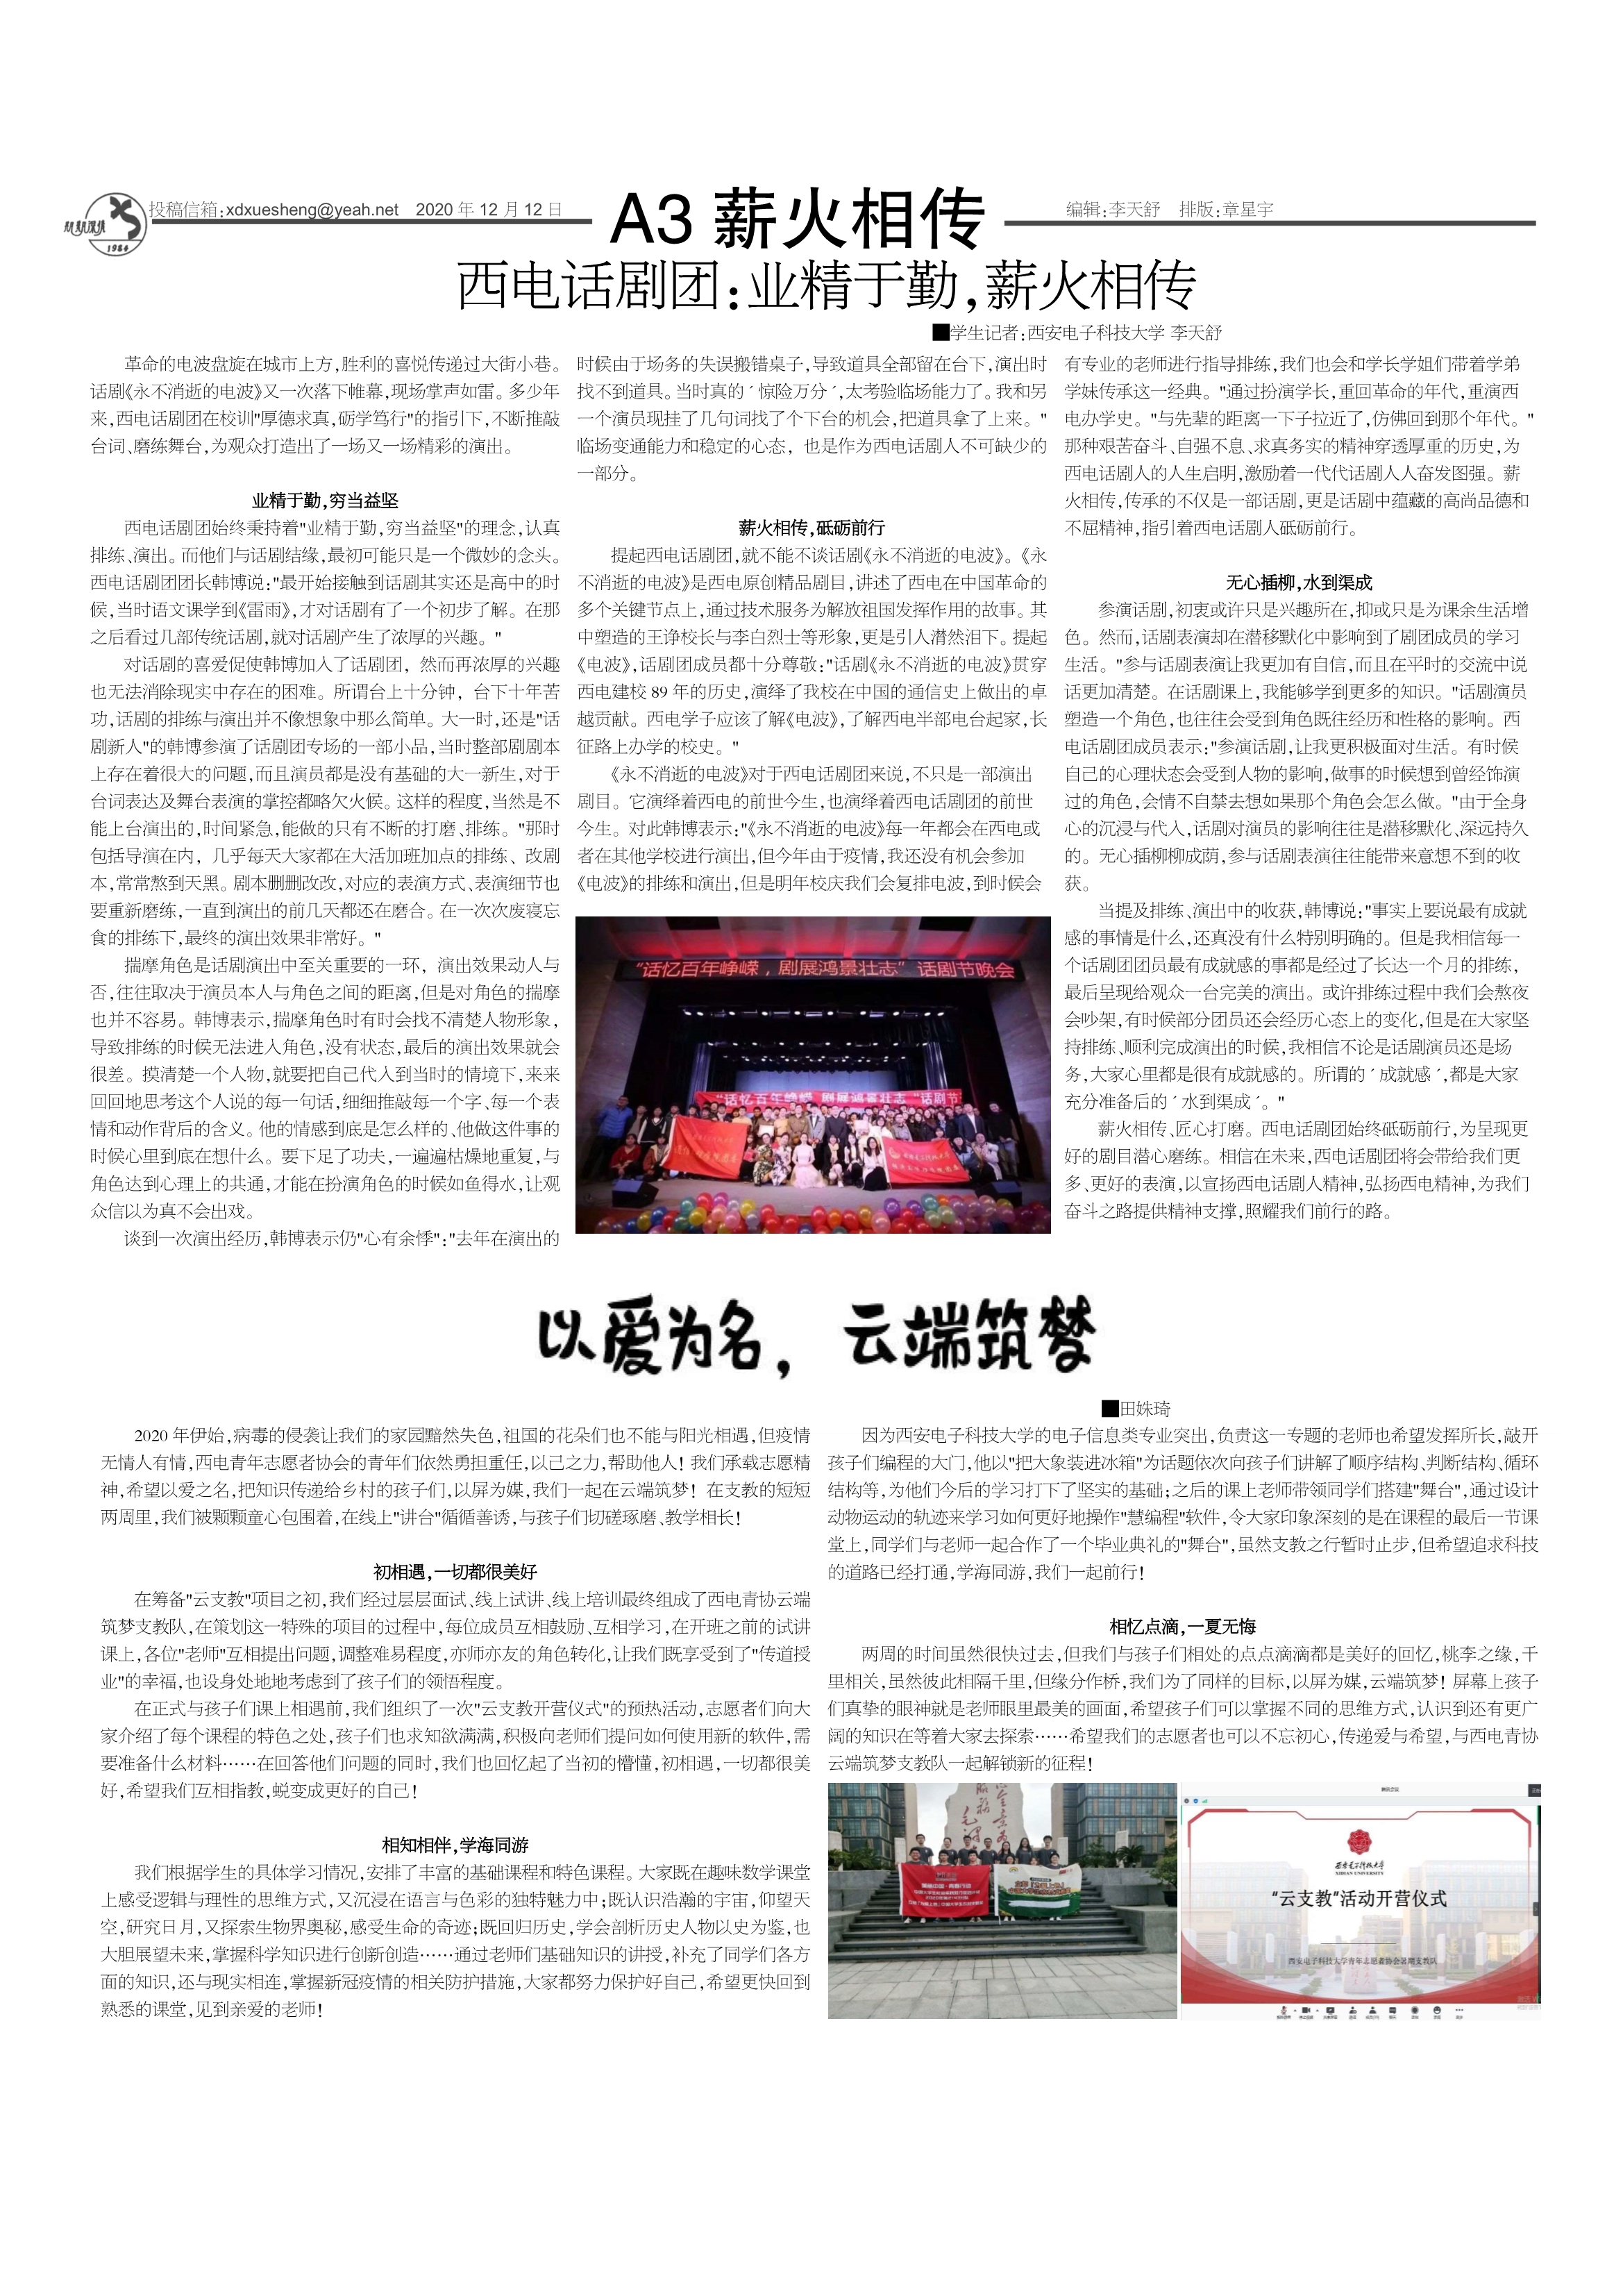 投稿信箱:xdxuesheng@yeah.net 2020 年 12 月 12 日
A3 薪火相传
编辑:李天舒 排版:章星宇
1984
西电话剧团:业精于勤,薪火相传
■学生记者:西安电子科技大学 李天舒
革命的电波盘旋在城市上方,胜利的喜悦传递过大街小巷。
话剧《永不消逝的电波》又一次落下帷幕,现场掌声如雷。多少年
来,西电话剧团在校训"厚德求真,砺学笃行"的指引下,不断推敲
台词、磨练舞台,为观众打造出了一场又一场精彩的演出。
业精于勤,穷当益坚
西电话剧团始终秉持着"业精于勤,穷当益坚"的理念,认真
排练、演出。而他们与话剧结缘,最初可能只是一个微妙的念头。
西电话剧团团长韩博说:"最开始接触到话剧其实还是高中的时
候,当时语文课学到《雷雨》,才对话剧有了一个初步了解。在那
之后看过几部传统话剧,就对话剧产生了浓厚的兴趣。"
对话剧的喜爱促使韩博加入了话剧团, 然而再浓厚的兴趣
也无法消除现实中存在的困难。所谓台上十分钟, 台下十年苦
功,话剧的排练与演出并不像想象中那么简单。大一时,还是"话
剧新人"的韩博参演了话剧团专场的一部小品,当时整部剧剧本
上存在着很大的问题,而且演员都是没有基础的大一新生,对于
台词表达及舞台表演的掌控都略欠火候。这样的程度,当然是不
能上台演出的,时间紧急,能做的只有不断的打磨、排练。"那时
包括导演在内, 几乎每天大家都在大活加班加点的排练、改剧
本,常常熬到天黑。剧本删删改改,对应的表演方式、表演细节也
要重新磨练,一直到演出的前几天都还在磨合。在一次次废寝忘
食的排练下,最终的演出效果非常好。"
揣摩角色是话剧演出中至关重要的一环, 演出效果动人与
否,往往取决于演员本人与角色之间的距离,但是对角色的揣摩
也并不容易。韩博表示,揣摩角色时有时会找不清楚人物形象,
导致排练的时候无法进入角色,没有状态,最后的演出效果就会
很差。摸清楚一个人物,就要把自己代入到当时的情境下,来来
回回地思考这个人说的每一句话,细细推敲每一个字、每一个表
情和动作背后的含义。他的情感到底是怎么样的、他做这件事的
时候心里到底在想什么。要下足了功夫,一遍遍枯燥地重复,与
角色达到心理上的共通,才能在扮演角色的时候如鱼得水,让观
众信以为真不会出戏。
谈到一次演出经历,韩博表示仍"心有余悸":"去年在演出的
时候由于场务的失误搬错桌子,导致道具全部留在台下,演出时
找不到道具。当时真的 ˊ惊险万分ˊ,太考验临场能力了。我和另
一个演员现挂了几句词找了个下台的机会,把道具拿了上来。"
临场变通能力和稳定的心态, 也是作为西电话剧人不可缺少的
一部分。
薪火相传,砥砺前行
提起西电话剧团,就不能不谈话剧《永不消逝的电波》。《永
不消逝的电波》是西电原创精品剧目,讲述了西电在中国革命的
多个关键节点上,通过技术服务为解放祖国发挥作用的故事。其
中塑造的王诤校长与李白烈士等形象,更是引人潸然泪下。提起
《电波》,话剧团成员都十分尊敬:"话剧《永不消逝的电波》贯穿
西电建校 89 年的历史,演绎了我校在中国的通信史上做出的卓
越贡献。西电学子应该了解《电波》,了解西电半部电台起家,长
征路上办学的校史。"
《永不消逝的电波》对于西电话剧团来说,不只是一部演出
剧目。它演绎着西电的前世今生,也演绎着西电话剧团的前世
今生。对此韩博表示:"《永不消逝的电波》每一年都会在西电或
者在其他学校进行演出,但今年由于疫情,我还没有机会参加
《电波》的排练和演出,但是明年校庆我们会复排电波,到时候会
"话忆百年峥嵘，剧展鸿景壮志"话剧节晚会
"话忆百年峥嵘 剧展鸿景壮志"话剧节
有专业的老师进行指导排练,我们也会和学长学姐们带着学弟
学妹传承这一经典。"通过扮演学长,重回革命的年代,重演西
电办学史。"与先辈的距离一下子拉近了,仿佛回到那个年代。"
那种艰苦奋斗、自强不息、求真务实的精神穿透厚重的历史,为
西电话剧人的人生启明,激励着一代代话剧人人奋发图强。薪
火相传,传承的不仅是一部话剧,更是话剧中蕴藏的高尚品德和
不屈精神,指引着西电话剧人砥砺前行。
无心插柳,水到渠成
参演话剧,初衷或许只是兴趣所在,抑或只是为课余生活增
色。然而,话剧表演却在潜移默化中影响到了剧团成员的学习
生活。"参与话剧表演让我更加有自信,而且在平时的交流中说
话更加清楚。在话剧课上,我能够学到更多的知识。"话剧演员
塑造一个角色,也往往会受到角色既往经历和性格的影响。西
电话剧团成员表示:"参演话剧,让我更积极面对生活。有时候
自己的心理状态会受到人物的影响,做事的时候想到曾经饰演
过的角色,会情不自禁去想如果那个角色会怎么做。"由于全身
心的沉浸与代入,话剧对演员的影响往往是潜移默化、深远持久
的。无心插柳柳成荫,参与话剧表演往往能带来意想不到的收
获。
当提及排练、演出中的收获,韩博说:"事实上要说最有成就
感的事情是什么,还真没有什么特别明确的。但是我相信每一
个话剧团团员最有成就感的事都是经过了长达一个月的排练,
最后呈现给观众一台完美的演出。或许排练过程中我们会熬夜
会吵架,有时候部分团员还会经历心态上的变化,但是在大家坚
持排练、顺利完成演出的时候,我相信不论是话剧演员还是场
务,大家心里都是很有成就感的。所谓的 ˊ成就感ˊ,都是大家
充分准备后的 ˊ水到渠成ˊ。"
薪火相传、匠心打磨。西电话剧团始终砥砺前行,为呈现更
好的剧目潜心磨练。相信在未来,西电话剧团将会带给我们更
多、更好的表演,以宣扬西电话剧人精神,弘扬西电精神,为我们
奋斗之路提供精神支撑,照耀我们前行的路。
以爱为名，云端筑梦
■田姝琦
2020 年伊始,病毒的侵袭让我们的家园黯然失色,祖国的花朵们也不能与阳光相遇,但疫情
无情人有情,西电青年志愿者协会的青年们依然勇担重任,以己之力,帮助他人! 我们承载志愿精
神,希望以爱之名,把知识传递给乡村的孩子们,以屏为媒,我们一起在云端筑梦! 在支教的短短
两周里,我们被颗颗童心包围着,在线上"讲台"循循善诱,与孩子们切磋琢磨、教学相长!
初相遇,一切都很美好
在筹备"云支教"项目之初,我们经过层层面试、线上试讲、线上培训最终组成了西电青协云端
筑梦支教队,在策划这一特殊的项目的过程中,每位成员互相鼓励、互相学习,在开班之前的试讲
课上,各位"老师"互相提出问题,调整难易程度,亦师亦友的角色转化,让我们既享受到了"传道授
业"的幸福,也设身处地地考虑到了孩子们的领悟程度。
在正式与孩子们课上相遇前,我们组织了一次"云支教开营仪式"的预热活动,志愿者们向大
家介绍了每个课程的特色之处,孩子们也求知欲满满,积极向老师们提问如何使用新的软件,需
要准备什么材料……在回答他们问题的同时,我们也回忆起了当初的懵懂,初相遇,一切都很美
好,希望我们互相指教,蜕变成更好的自己!
相知相伴,学海同游
我们根据学生的具体学习情况,安排了丰富的基础课程和特色课程。大家既在趣味数学课堂
上感受逻辑与理性的思维方式,又沉浸在语言与色彩的独特魅力中;既认识浩瀚的宇宙,仰望天
空,研究日月,又探索生物界奥秘,感受生命的奇迹;既回归历史,学会剖析历史人物以史为鉴,也
大胆展望未来,掌握科学知识进行创新创造……通过老师们基础知识的讲授,补充了同学们各方
面的知识,还与现实相连,掌握新冠疫情的相关防护措施,大家都努力保护好自己,希望更快回到
熟悉的课堂,见到亲爱的老师!
因为西安电子科技大学的电子信息类专业突出,负责这一专题的老师也希望发挥所长,敲开
孩子们编程的大门,他以"把大象装进冰箱"为话题依次向孩子们讲解了顺序结构、判断结构、循环
结构等,为他们今后的学习打下了坚实的基础;之后的课上老师带领同学们搭建"舞台",通过设计
动物运动的轨迹来学习如何更好地操作"慧编程"软件,令大家印象深刻的是在课程的最后一节课
堂上,同学们与老师一起合作了一个毕业典礼的"舞台",虽然支教之行暂时止步,但希望追求科技
的道路已经打通,学海同游,我们一起前行!
相忆点滴,一夏无悔
两周的时间虽然很快过去,但我们与孩子们相处的点点滴滴都是美好的回忆,桃李之缘,千
里相关,虽然彼此相隔千里,但缘分作桥,我们为了同样的目标,以屏为媒,云端筑梦! 屏幕上孩子
们真挚的眼神就是老师眼里最美的画面,希望孩子们可以掌握不同的思维方式,认识到还有更广
阔的知识在等着大家去探索……希望我们的志愿者也可以不忘初心,传递爱与希望,与西电青协
云端筑梦支教队一起解锁新的征程!
西安电子科技大学
XIDIAN UNIVERSITY
"云支教"活动开营仪式
西安电子科技大学青年志愿者协会暑期支教队